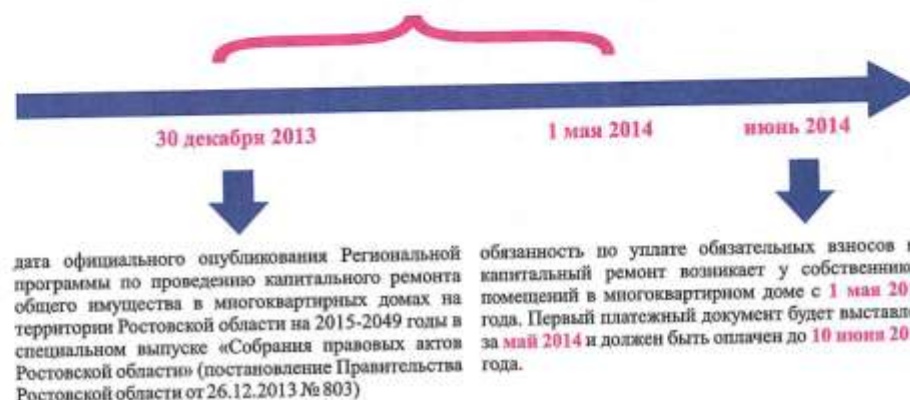 30 декабря 2013
1 мая 2014
июнь 2014
дата официального опубликования Региональной
программы по проведению капитального ремонта
общего имущества в многоквартирных домах на
территории Ростовской области на 2015-2049 годы в
специальном выпуске «Собрания правовых актов
Ростовской области» (постановление Правительства
Ростовской области от 26.12.2013 № 803)
обязанность по уплате обязательных взносов
капитальный ремонт возникает у
помещений в многоквартирном доме с 1 мая
года. Первый платежный документ будет
за май 2014 и должен быть оплачен до 10 июня
года.